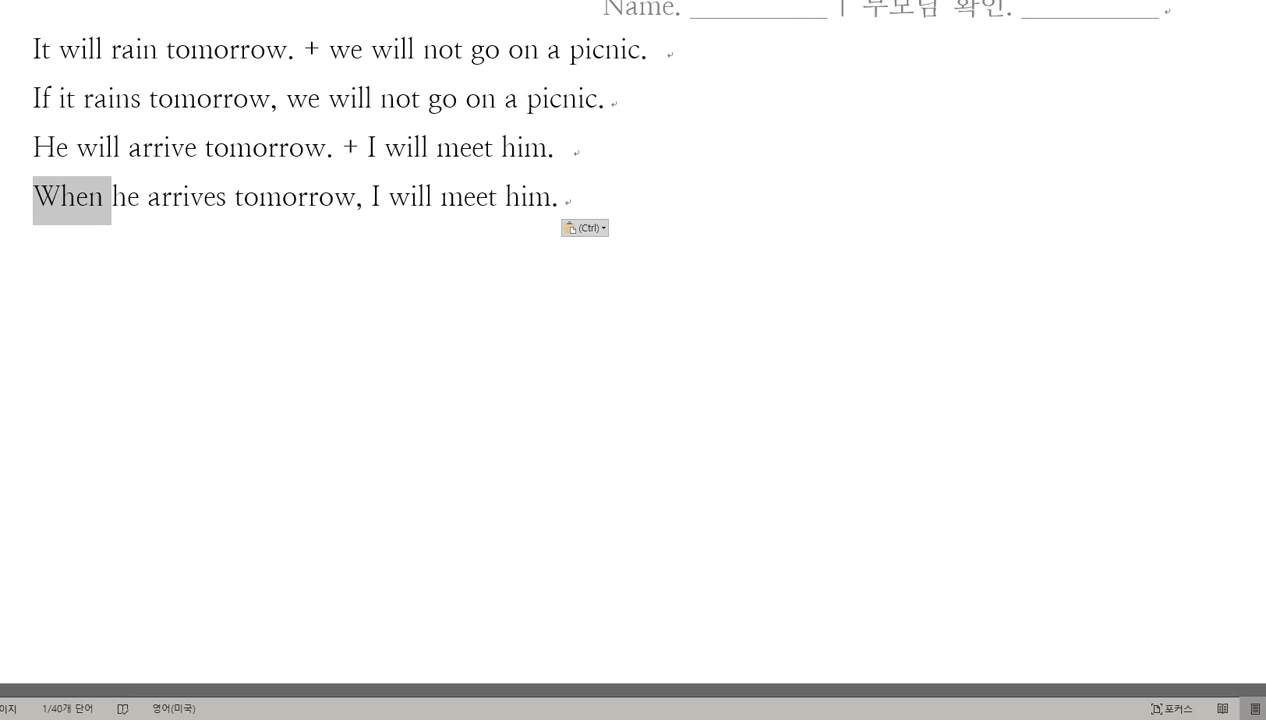 Name. __________ | 부모님 확인. __________
It will rain tomorrow. + we will not go on a picnic.
If it rains tomorrow, we will not go on a picnic.
He will arrive tomorrow. + I will meet him.
When he arrives tomorrow, I will meet him.
(Ctrl)
이지 1/40개 단어 영어(미국) 포커스